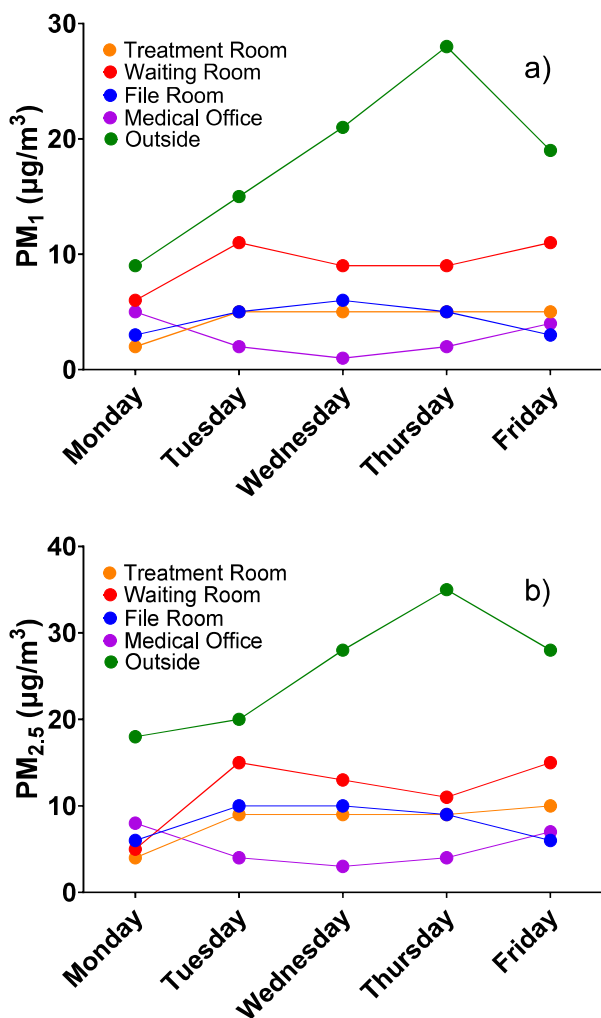 30
20
10
0
PM1 (µg/m3)
Treatment Room
Waiting Room
File Room
Medical Office
Outside
a)
Monday
Tuesday
Wednesday
Thursday
Friday
40
30
20
10
0
PM2.5 (µg/m3)
Treatment Room
Waiting Room
File Room
Medical Office
Outside
b)
Monday
Tuesday
Wednesday
Thursday
Friday